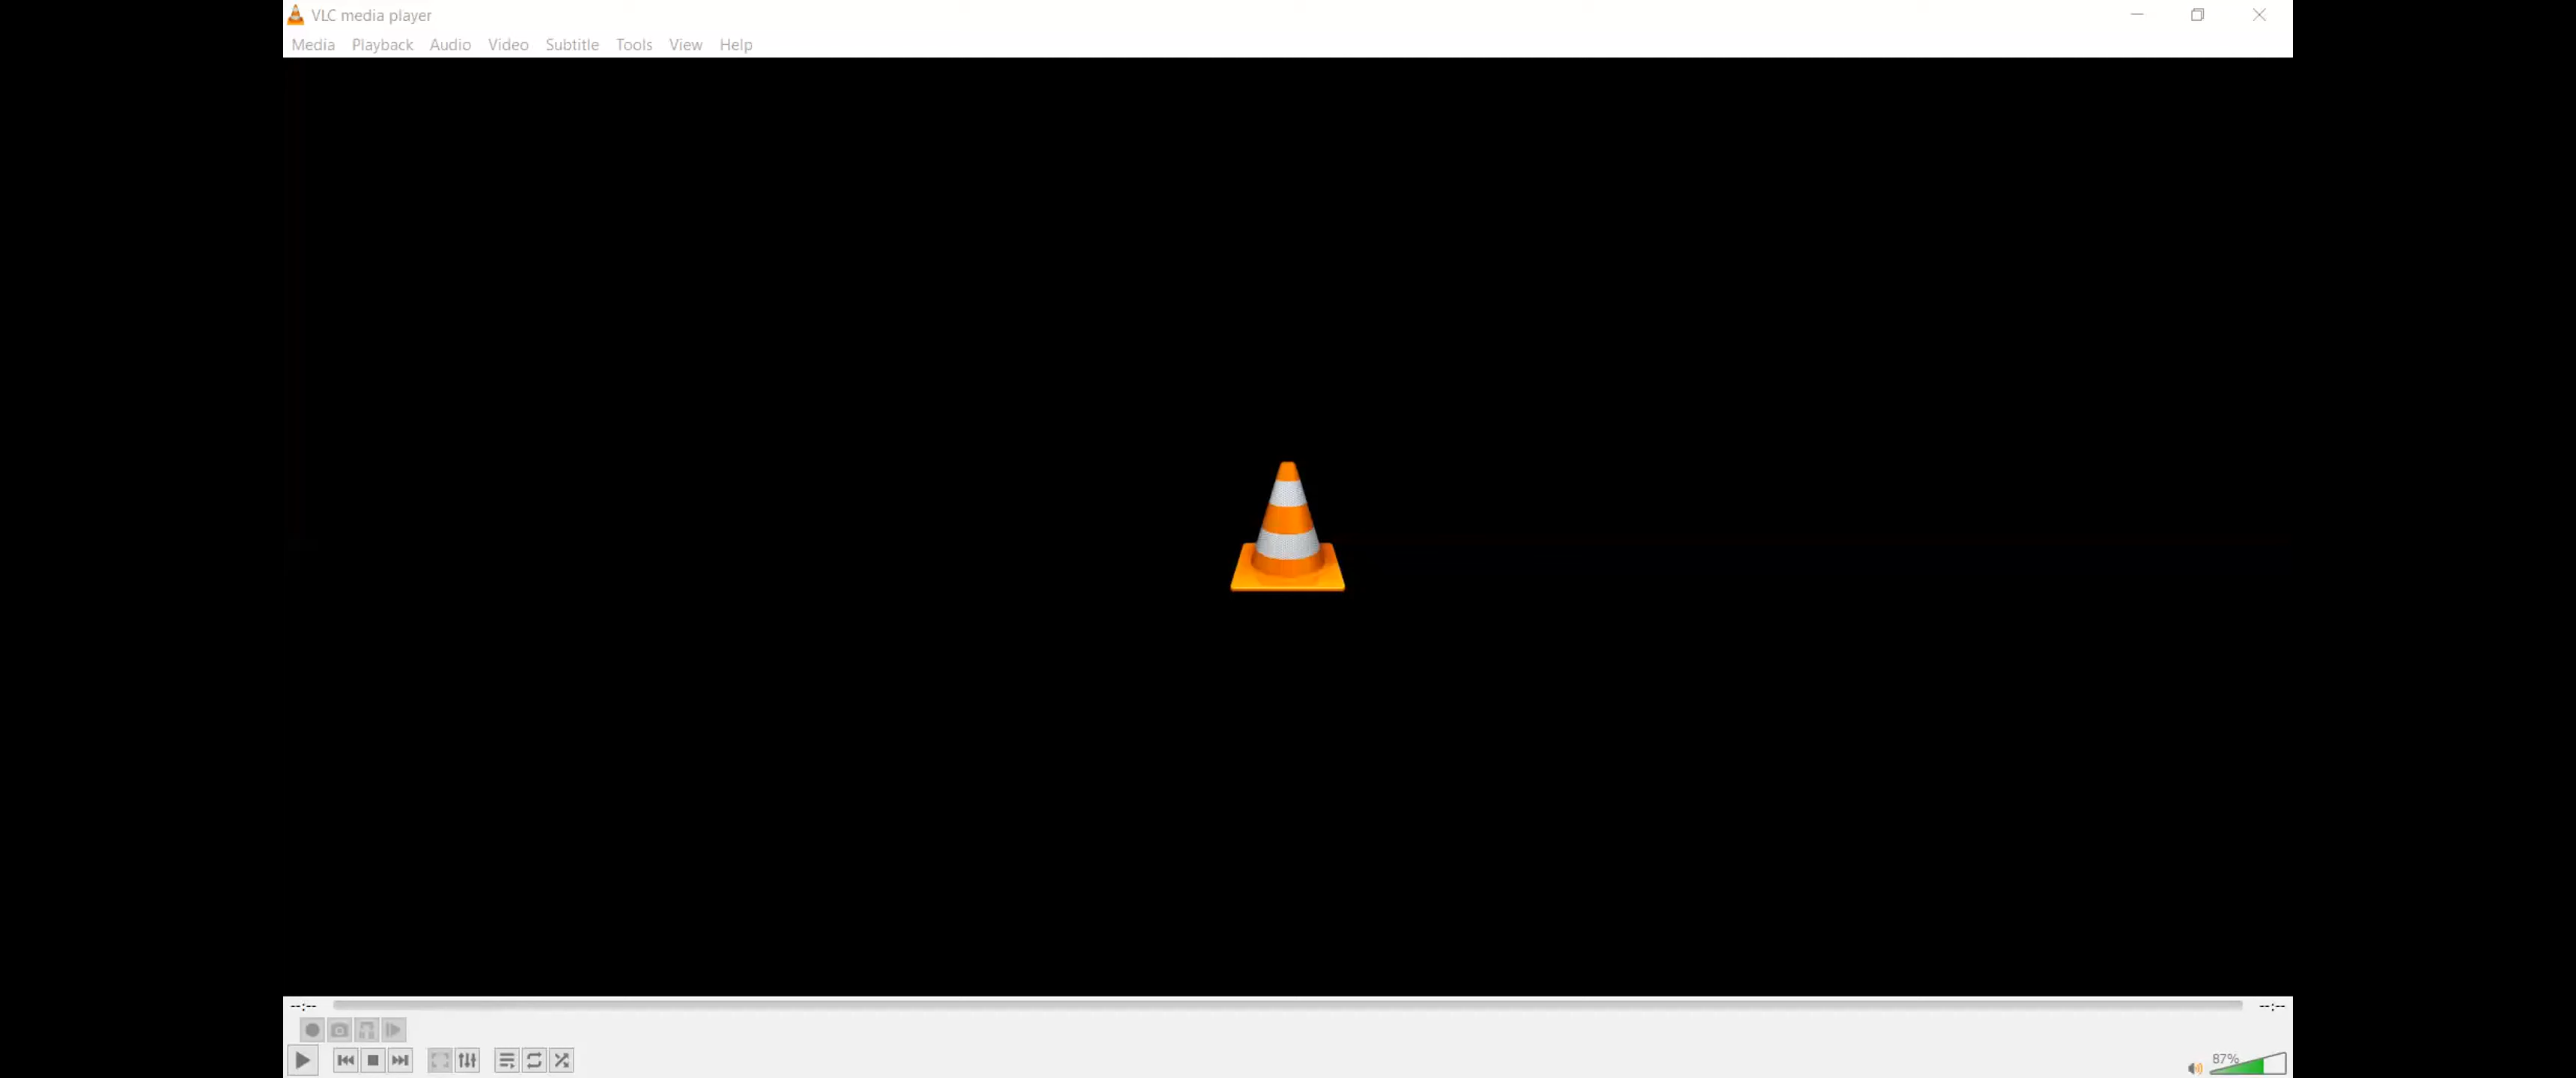 VLC media player
Media Playback Audio Video Subtitle Tools View Help
--:-- --:--
87%